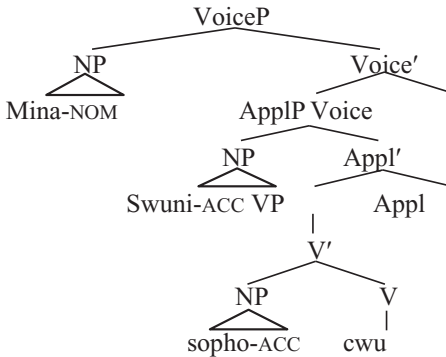 VoiceP
NP Voice′
Mina-NOM
ApplP Voice
NP Appl′
Swuni-ACC VP Appl
V′
NP V
sopho-ACC cwu